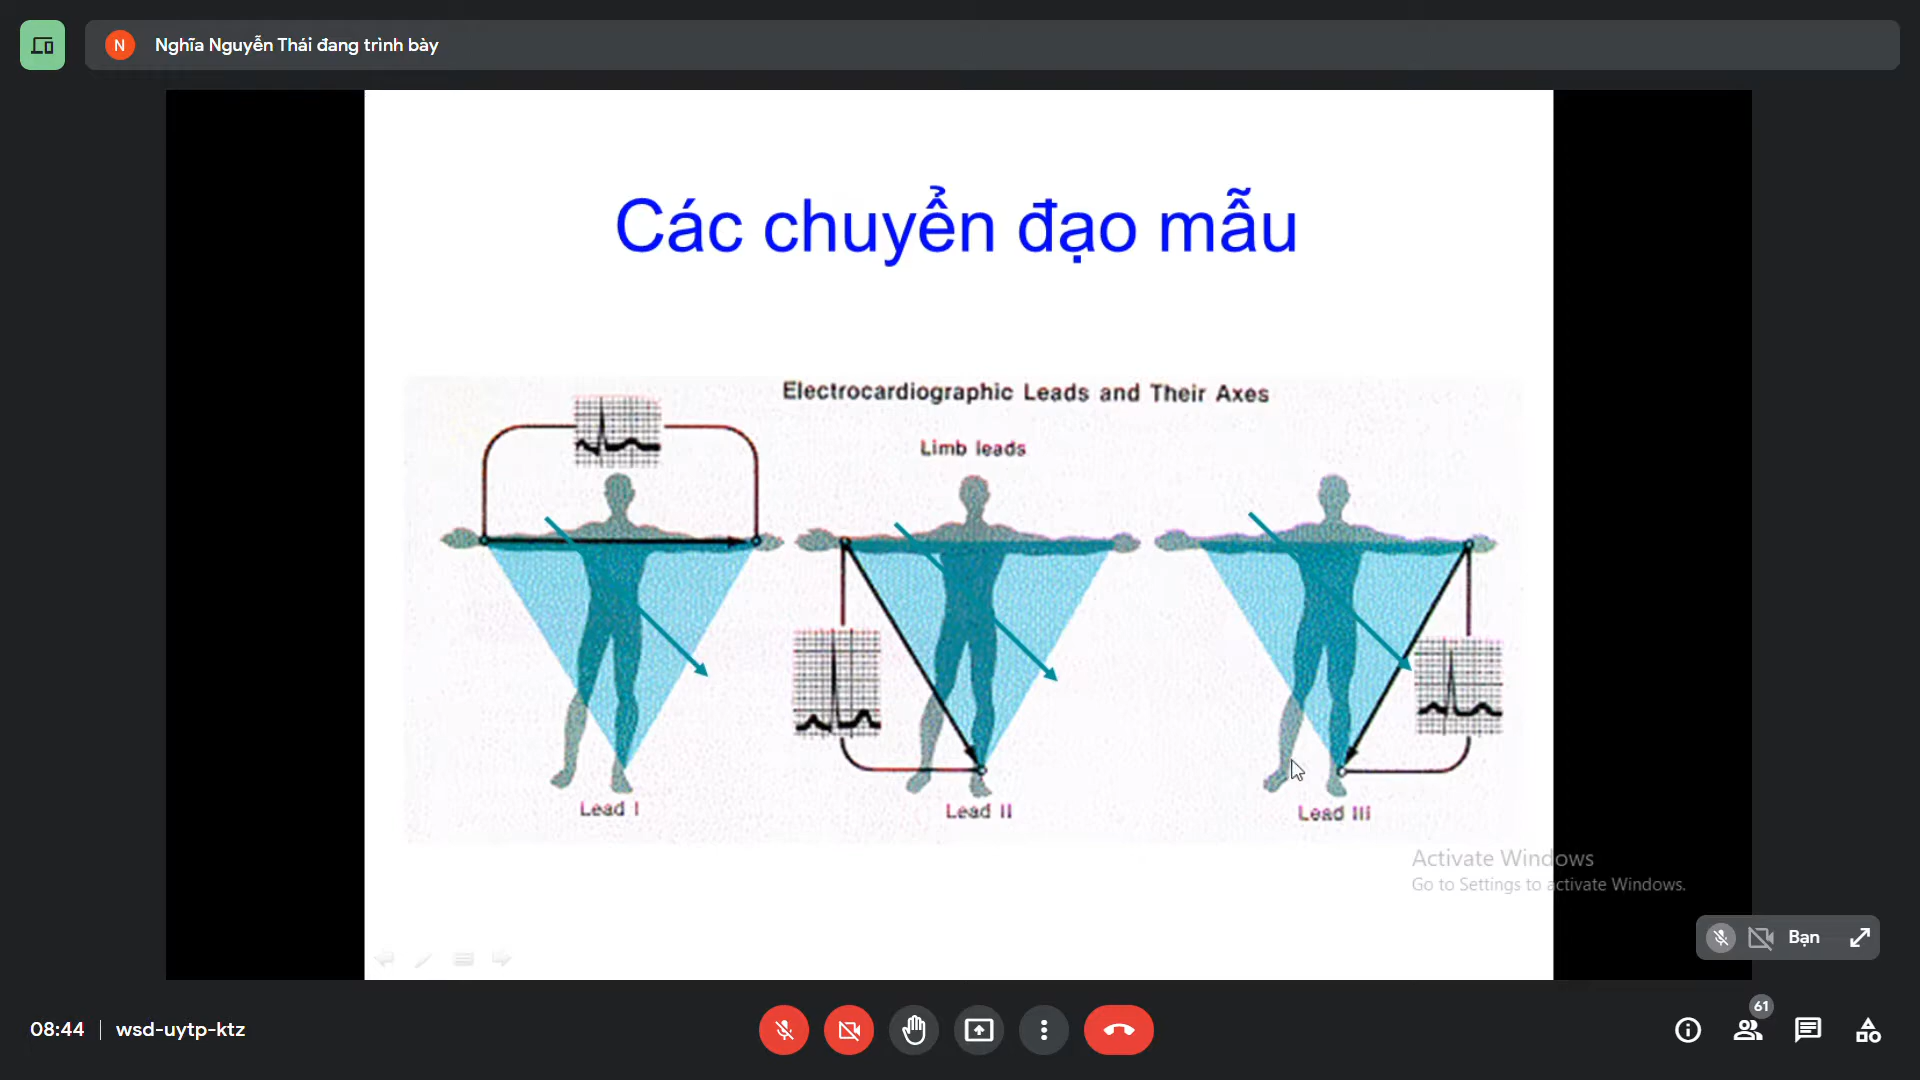 N Nghĩa Nguyễn Thái đang trình bày
Các chuyển đạo mẫu
Electrocardiographic Leads and Their Axes
Limb leads
Lead I
Lead II
Lead III
Activate Windows
Go to Settings to activate Windows.
Bạn
61
08:44 | wsd-uytp-ktz